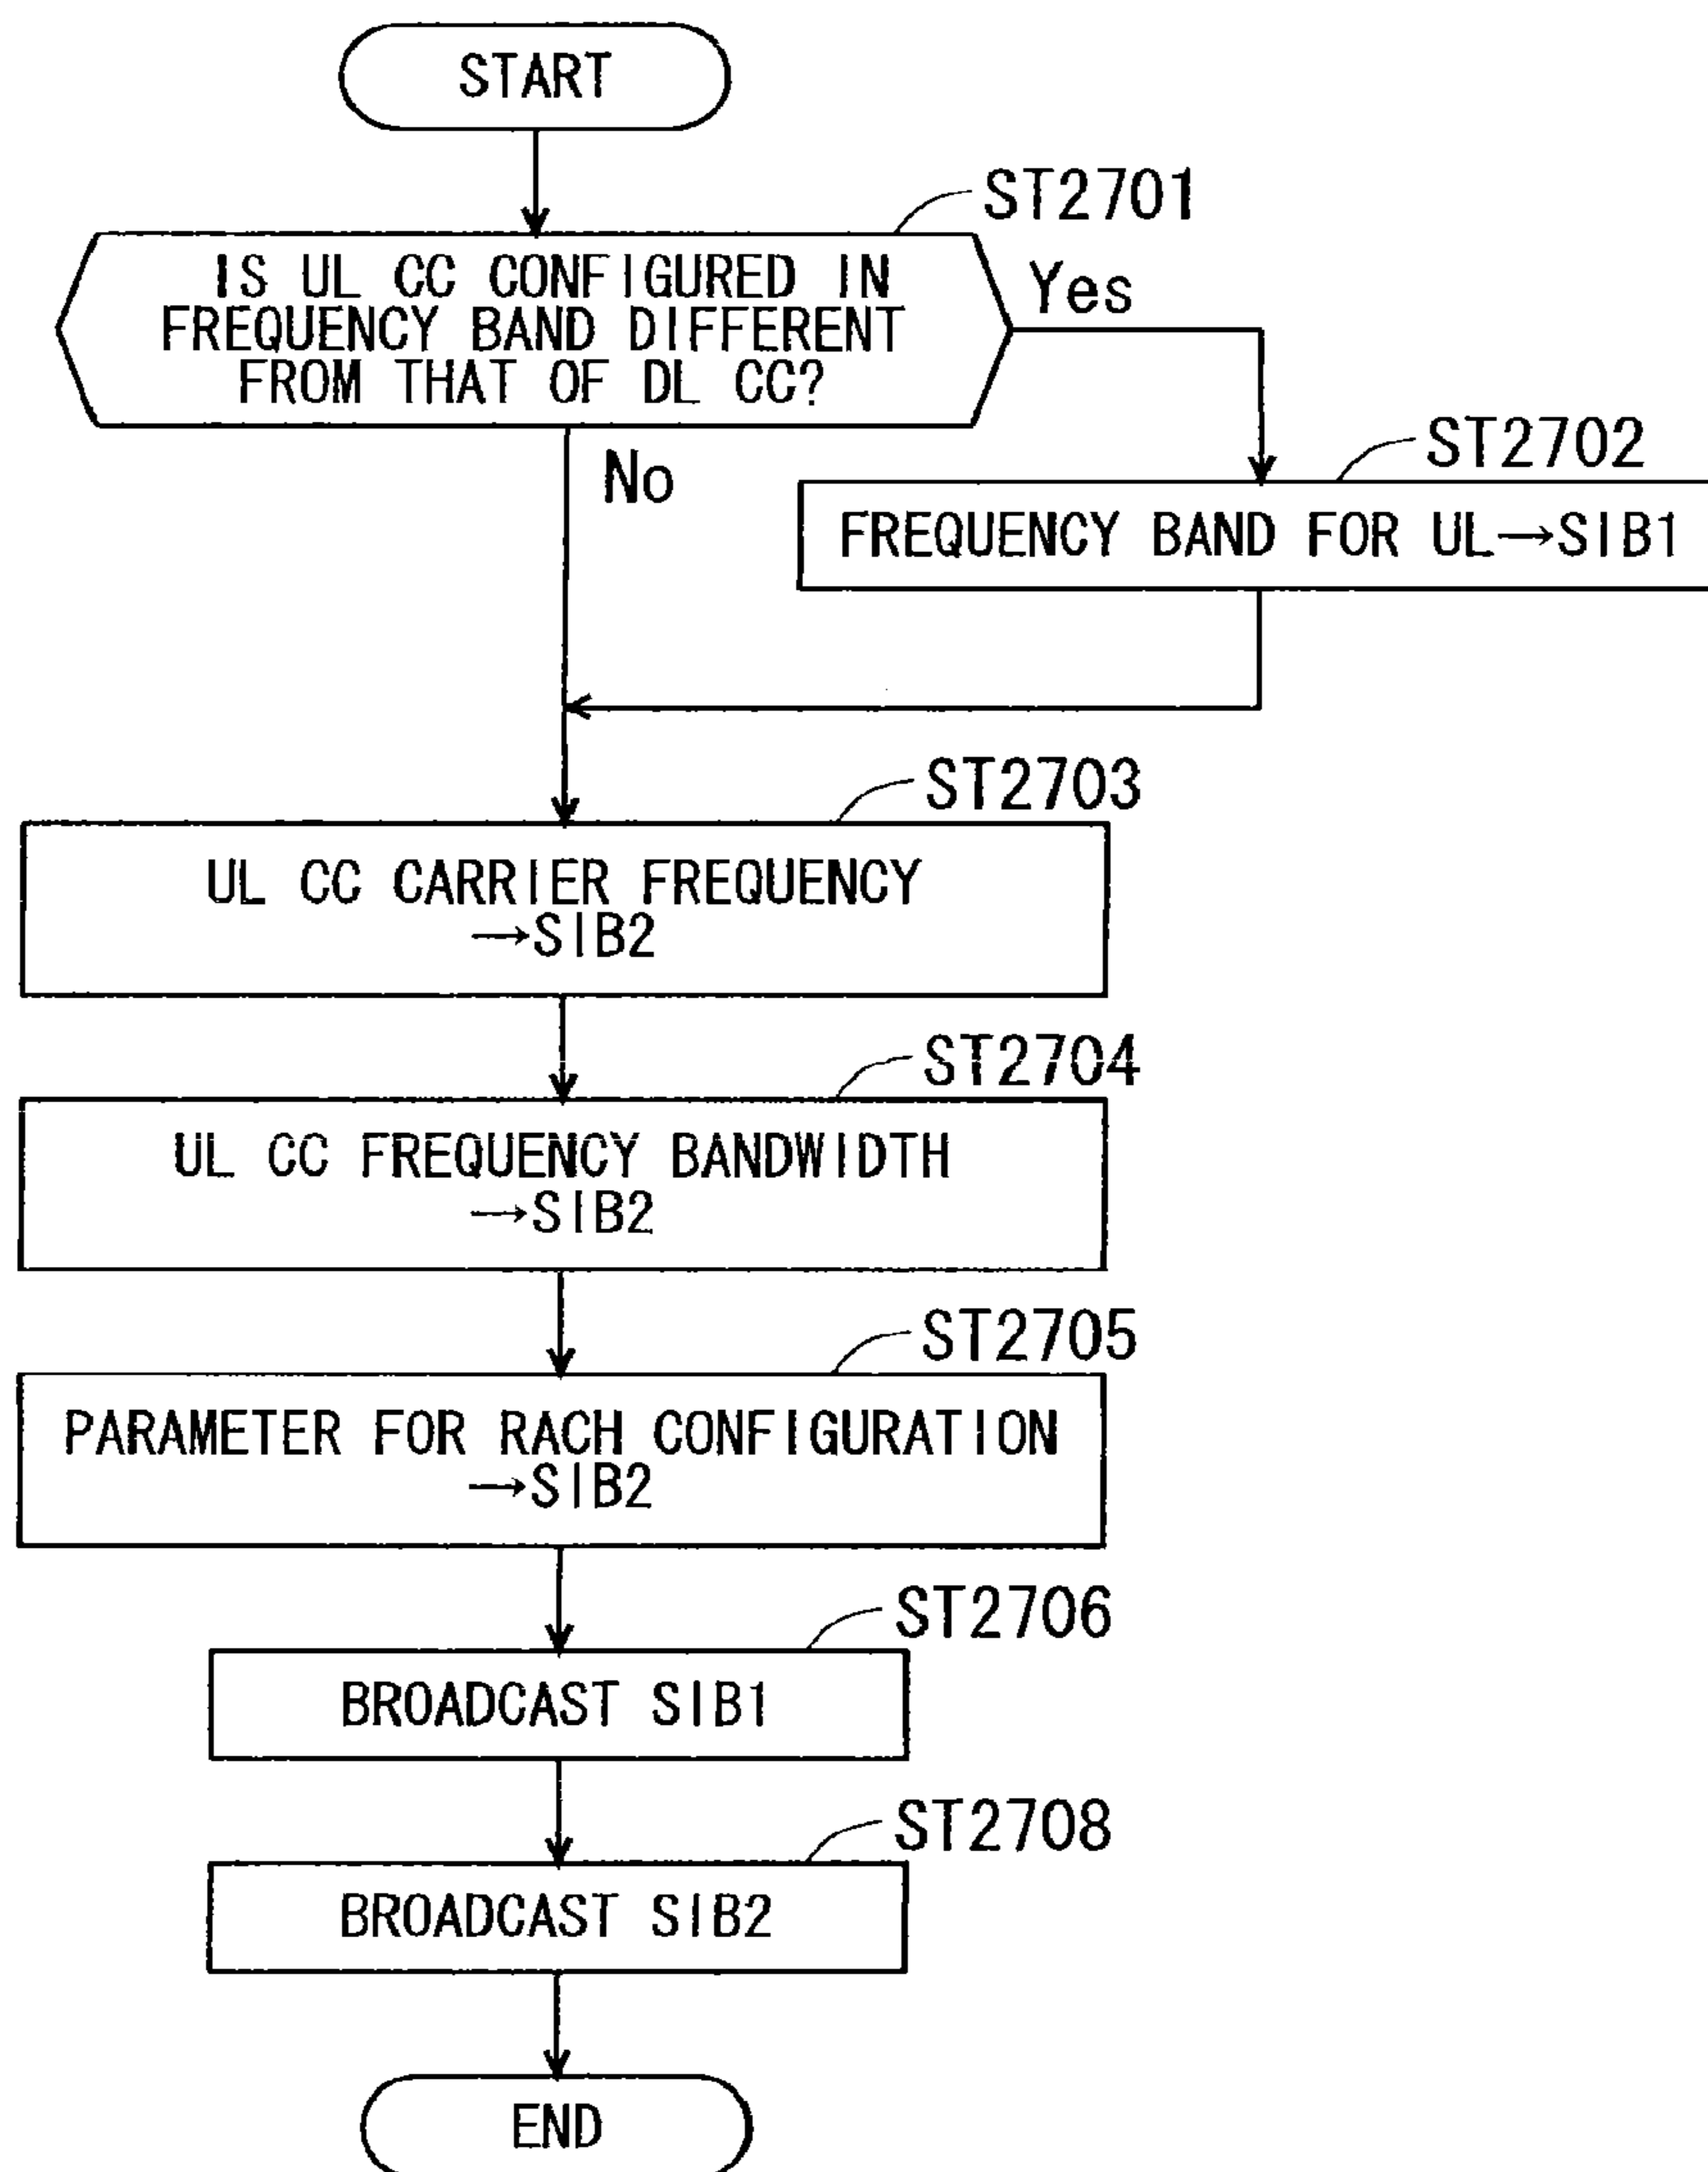 START
ST2701
IS UL CC CONFIGURED IN
FREQUENCY BAND DIFFERENT
FROM THAT OF DL CC?
Yes
No
ST2702
FREQUENCY BAND FOR UL→SIB1
ST2703
UL CC CARRIER FREQUENCY
→SIB2
ST2704
UL CC FREQUENCY BANDWIDTH
→SIB2
ST2705
PARAMETER FOR RACH CONFIGURATION
→SIB2
ST2706
BROADCAST SIB1
ST2708
BROADCAST SIB2
END